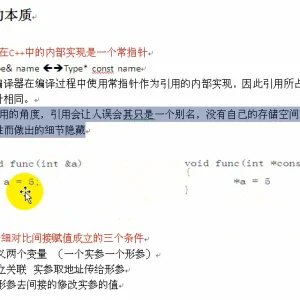 的本质
在C++中的内部实现是一个常指针
Type& name ←→Type* const name
编译器在编译过程中使用常指针作为引用的内部实现，因此引用所占
针相同。
用的角度，引用会让人误会其只是一个别名，没有自己的存储空间
性而做出的细节隐藏
void func(int &a)
void func(int *cons
{
a = 5;
*a = 5
}
细对比间接赋值成立的三个条件
义两个变量 （一个实参一个形参）
立关联 实参取地址传给形参
形参去间接的修改实参的值